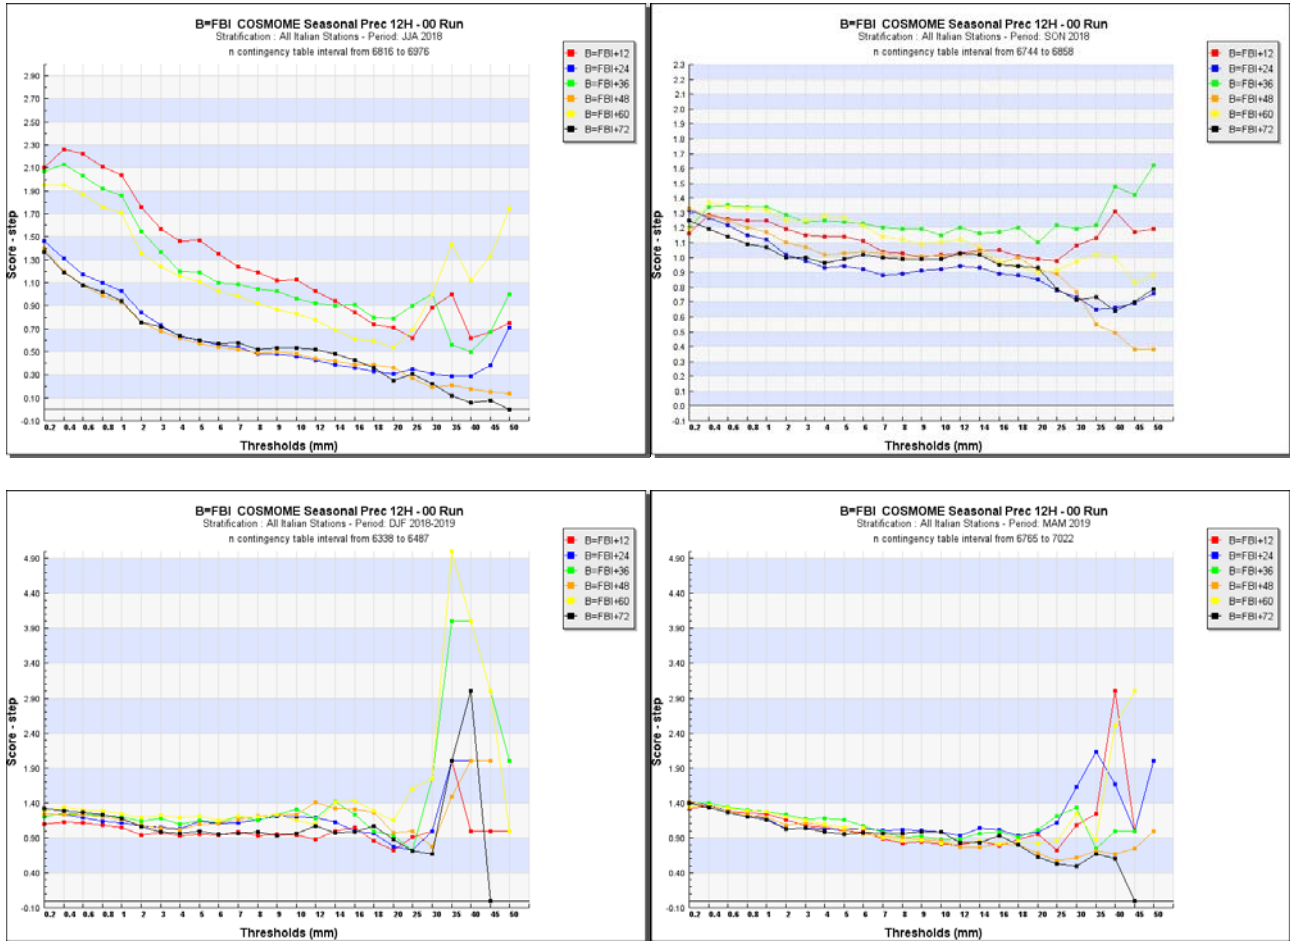 B=FBI COSMOME Seasonal Prec 12H - 00 Run
Stratification : All Italian Stations - Period: JJA 2018
n contingency table interval from 6816 to 6976
B=FBI+12
B=FBI+24
B=FBI+36
B=FBI+48
B=FBI+60
B=FBI+72
Score - step
2.90
2.70
2.50
2.30
2.10
1.90
1.70
1.50
1.30
1.10
0.90
0.70
0.50
0.30
0.10
-0.10
0.2 0.4 0.6 0.8 1 2 3 4 5 6 7 8 9 10 12 14 16 18 20 25 30 35 40 45 50
Thresholds (mm)
B=FBI COSMOME Seasonal Prec 12H - 00 Run
Stratification : All Italian Stations - Period: SON 2018
n contingency table interval from 6744 to 6858
B=FBI+12
B=FBI+24
B=FBI+36
B=FBI+48
B=FBI+60
B=FBI+72
Score - step
2.3
2.2
2.1
2.0
1.9
1.8
1.7
1.6
1.5
1.4
1.3
1.2
1.1
1.0
0.9
0.8
0.7
0.6
0.5
0.4
0.3
0.2
0.1
0.0
-0.1
0.2 0.4 0.6 0.8 1 2 3 4 5 6 7 8 9 10 12 14 16 18 20 25 30 35 40 45 50
Thresholds (mm)
B=FBI COSMOME Seasonal Prec 12H - 00 Run
Stratification : All Italian Stations - Period: DJF 2018-2019
n contingency table interval from 6338 to 6487
B=FBI+12
B=FBI+24
B=FBI+36
B=FBI+48
B=FBI+60
B=FBI+72
Score - step
4.90
4.40
3.90
3.40
2.90
2.40
1.90
1.40
0.90
0.40
-0.10
0.2 0.4 0.6 0.8 1 2 3 4 5 6 7 8 9 10 12 14 16 18 20 25 30 35 40 45 50
Thresholds (mm)
B=FBI COSMOME Seasonal Prec 12H - 00 Run
Stratification : All Italian Stations - Period: MAM 2019
n contingency table interval from 6765 to 7022
B=FBI+12
B=FBI+24
B=FBI+36
B=FBI+48
B=FBI+60
B=FBI+72
Score - step
4.90
4.40
3.90
3.40
2.90
2.40
1.90
1.40
0.90
0.40
-0.10
0.2 0.4 0.6 0.8 1 2 3 4 5 6 7 8 9 10 12 14 16 18 20 25 30 35 40 45 50
Thresholds (mm)